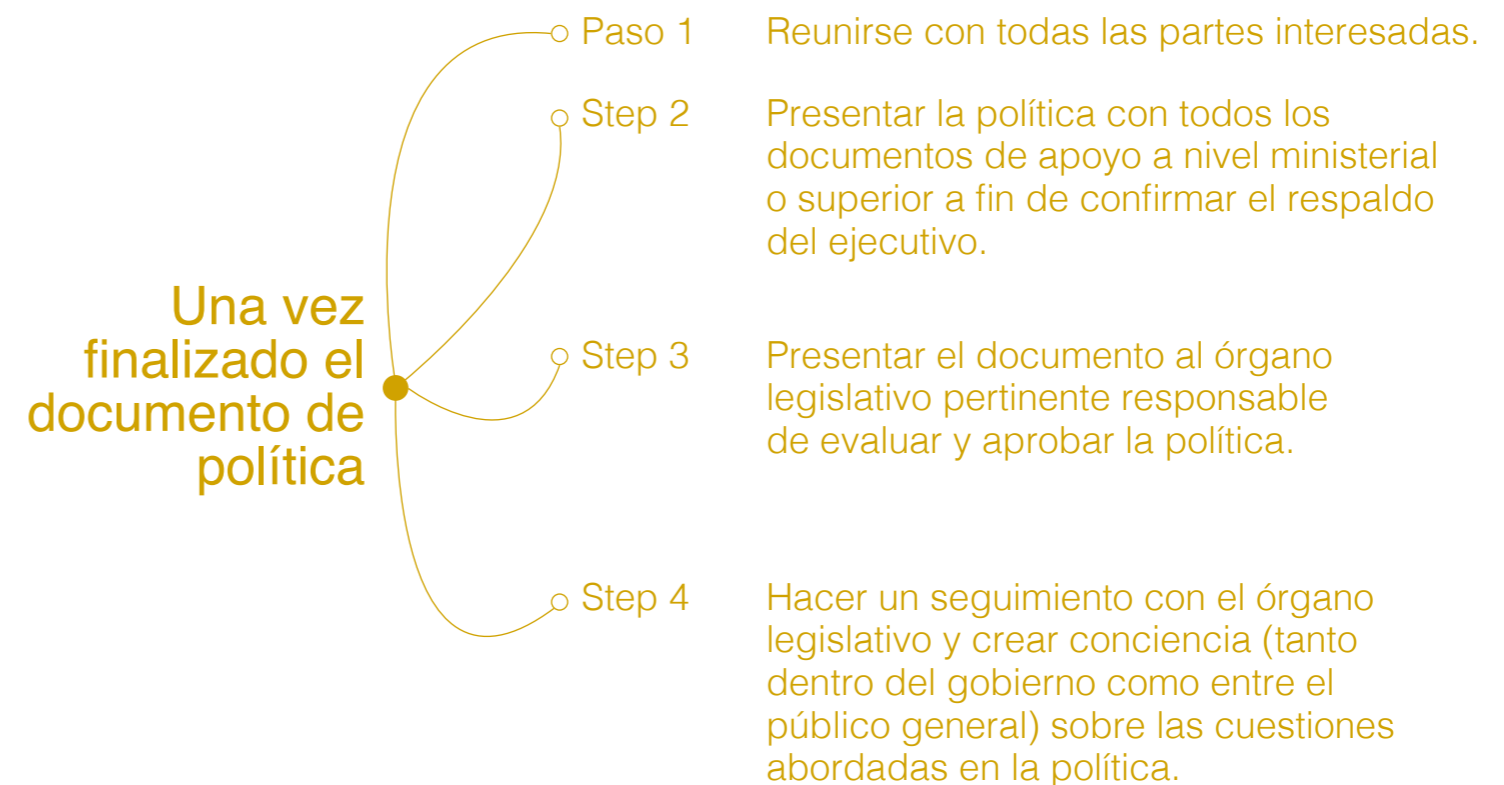 Una vez
finalizado el
documento de
política
Paso 1
Reunirse con todas las partes interesadas.
Step 2
Presentar la política con todos los
documentos de apoyo a nivel ministerial
o superior a fin de confirmar el respaldo
del ejecutivo.
Step 3
Presentar el documento al órgano
legislativo pertinente responsable
de evaluar y aprobar la política.
Step 4
Hacer un seguimiento con el órgano
legislativo y crear conciencia (tanto
dentro del gobierno como entre el
público general) sobre las cuestiones
abordadas en la política.